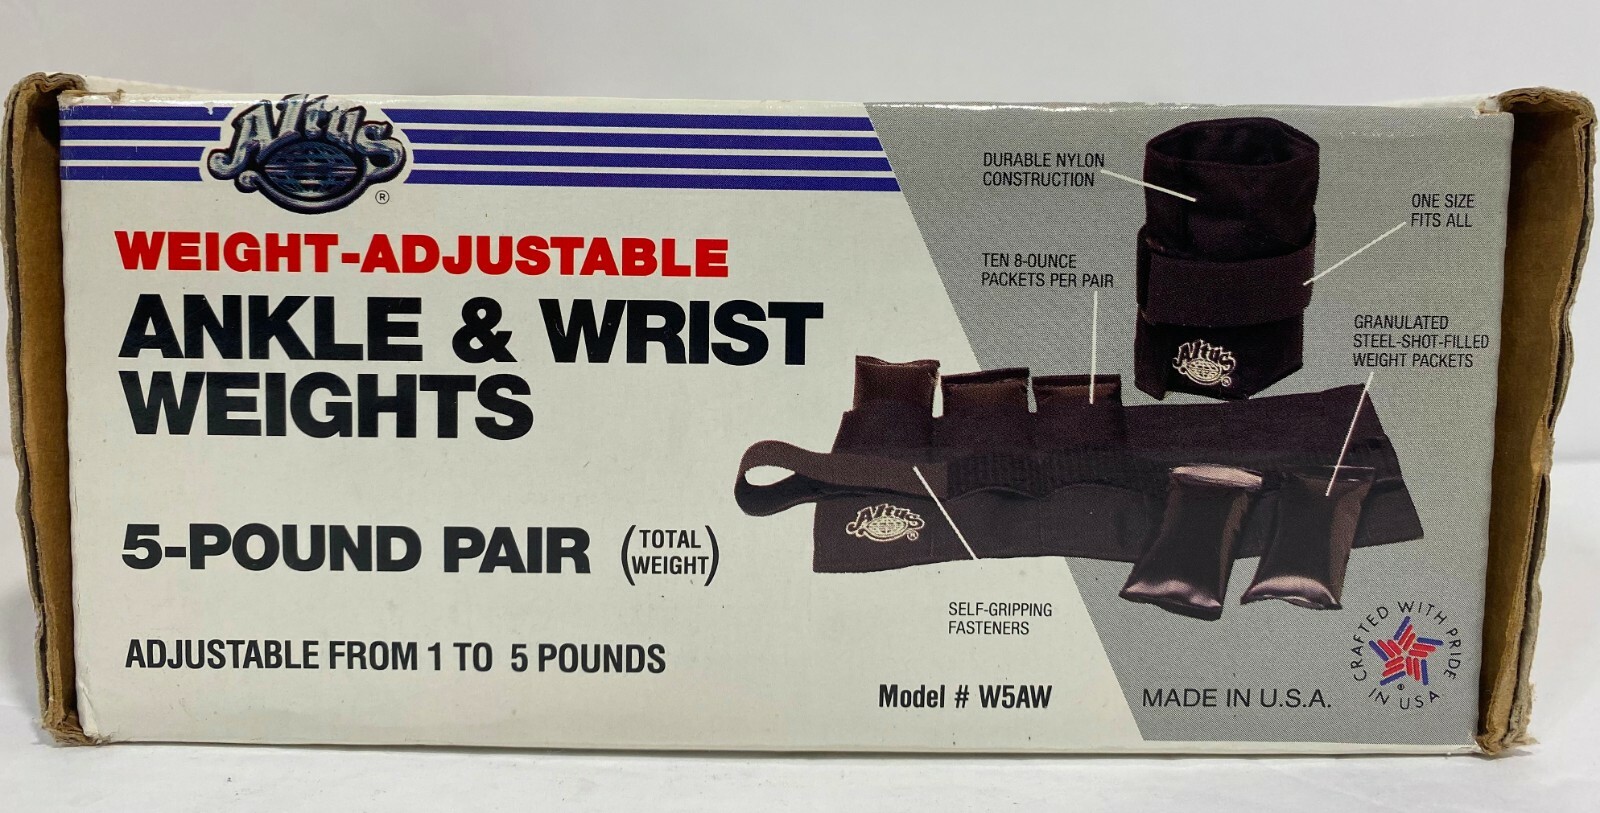 Altus
®
WEIGHT-ADJUSTABLE
ANKLE & WRIST
WEIGHTS
5-POUND PAIR (TOTAL
WEIGHT)
ADJUSTABLE FROM 1 TO 5 POUNDS
DURABLE NYLON
CONSTRUCTION
ONE SIZE
FITS ALL
TEN 8-OUNCE
PACKETS PER PAIR
GRANULATED
STEEL-SHOT-FILLED
WEIGHT PACKETS
Altus
®
Altus
®
SELF-GRIPPING
FASTENERS
Model # W5AW
MADE IN U.S.A.
CRAFTED WITH PRIDE
IN USA
®